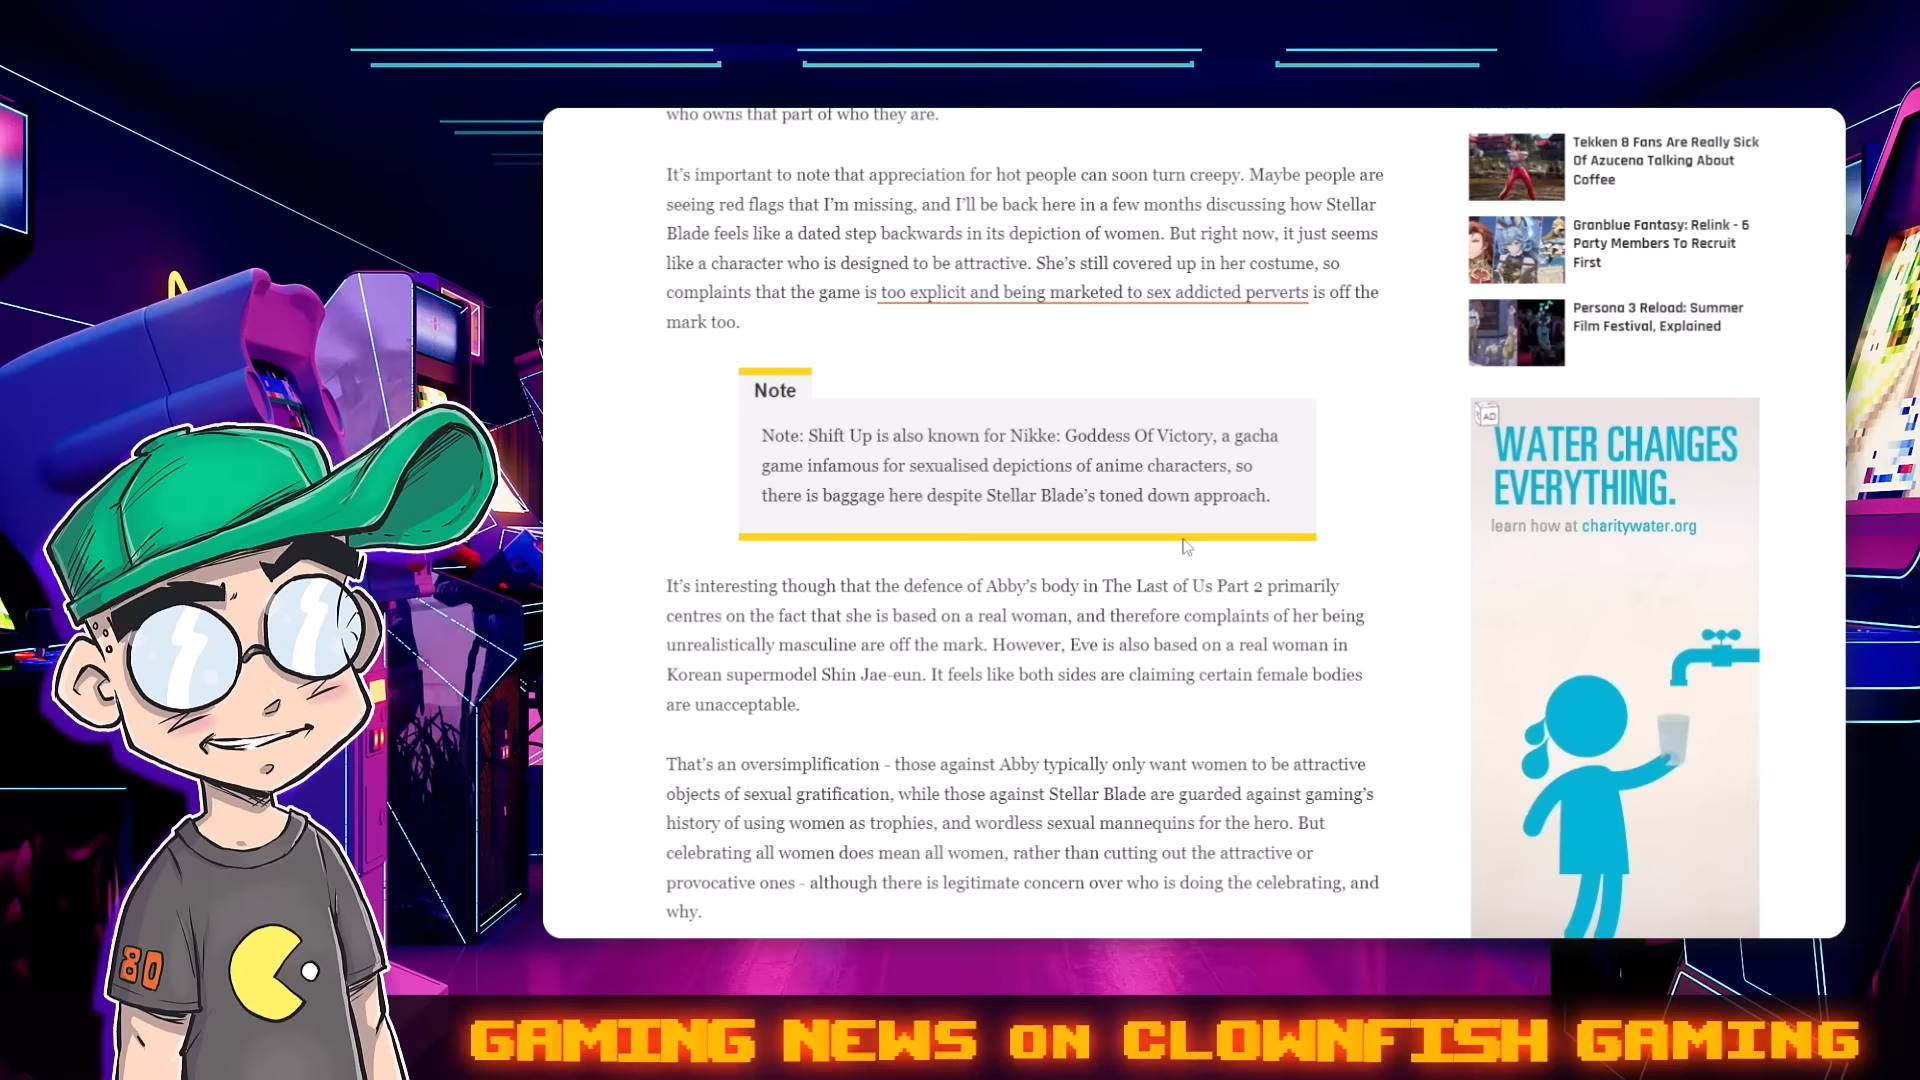 who owns that part of who they are.
It's important to note that appreciation for hot people can soon turn creepy. Maybe people are
seeing red flags that I'm missing, and I'll be back here in a few months discussing how Stellar
Blade feels like a dated step backwards in its depiction of women. But right now, it just seems
like a character who is designed to be attractive. She's still covered up in her costume, so
complaints that the game is too explicit and being marketed to sex addicted perverts is off the
mark too.
Note
Note: Shift Up is also known for Nikke: Goddess Of Victory, a gacha
game infamous for sexualised depictions of anime characters, so
there is baggage here despite Stellar Blade's toned down approach.
It's interesting though that the defence of Abby's body in The Last of Us Part 2 primarily
centres on the fact that she is based on a real woman, and therefore complaints of her being
unrealistically masculine are off the mark. However, Eve is also based on a real woman in
Korean supermodel Shin Jae-eun. It feels like both sides are claiming certain female bodies
are unacceptable.
That's an oversimplification - those against Abby typically only want women to be attractive
objects of sexual gratification, while those against Stellar Blade are guarded against gaming's
history of using women as trophies, and wordless sexual mannequins for the hero. But
celebrating all women does mean all women, rather than cutting out the attractive or
provocative ones - although there is legitimate concern over who is doing the celebrating, and
why.
Tekken 8 Fans Are Really Sick
Of Azucena Talking About
Coffee
Granblue Fantasy: Relink - 6
Party Members To Recruit
First
Persona 3 Reload: Summer
Film Festival, Explained
AD
WATER CHANGES
EVERYTHING.
learn how at charitywater.org
80
GAMING NEWS ON CLOWNFISH GAMING